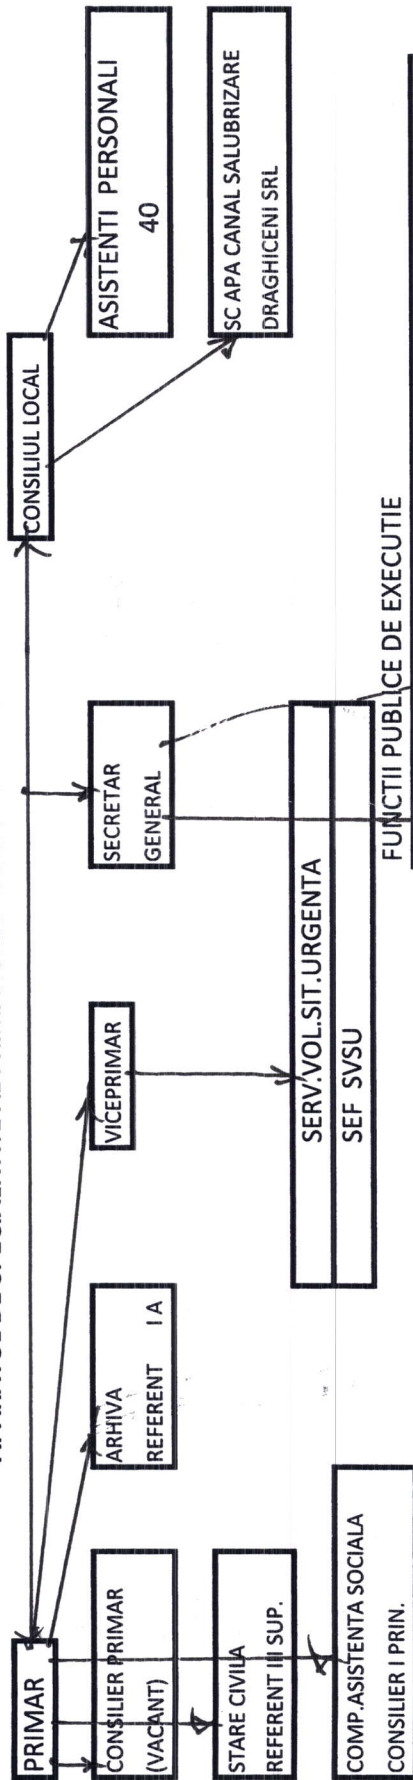 PRIMAR
CONSILIUL LOCAL
CONSILIER PRIMAR
(VACANT)
ARHIVA
REFERENT I A
VICEPRIMAR
SECRETAR
GENERAL
ASISTENTI PERSONALI
40
STARE CIVILA
REFERENT III SUP.
SC APA CANAL SALUBRIZARE
DRAGHICENI SRL
SERV.VOL.SIT.URGENTA
SEF SVSU
COMP.ASISTENTA SOCIALA
CONSILIER I PRIN.
FUNCTII PUBLICE DE EXECUTIE